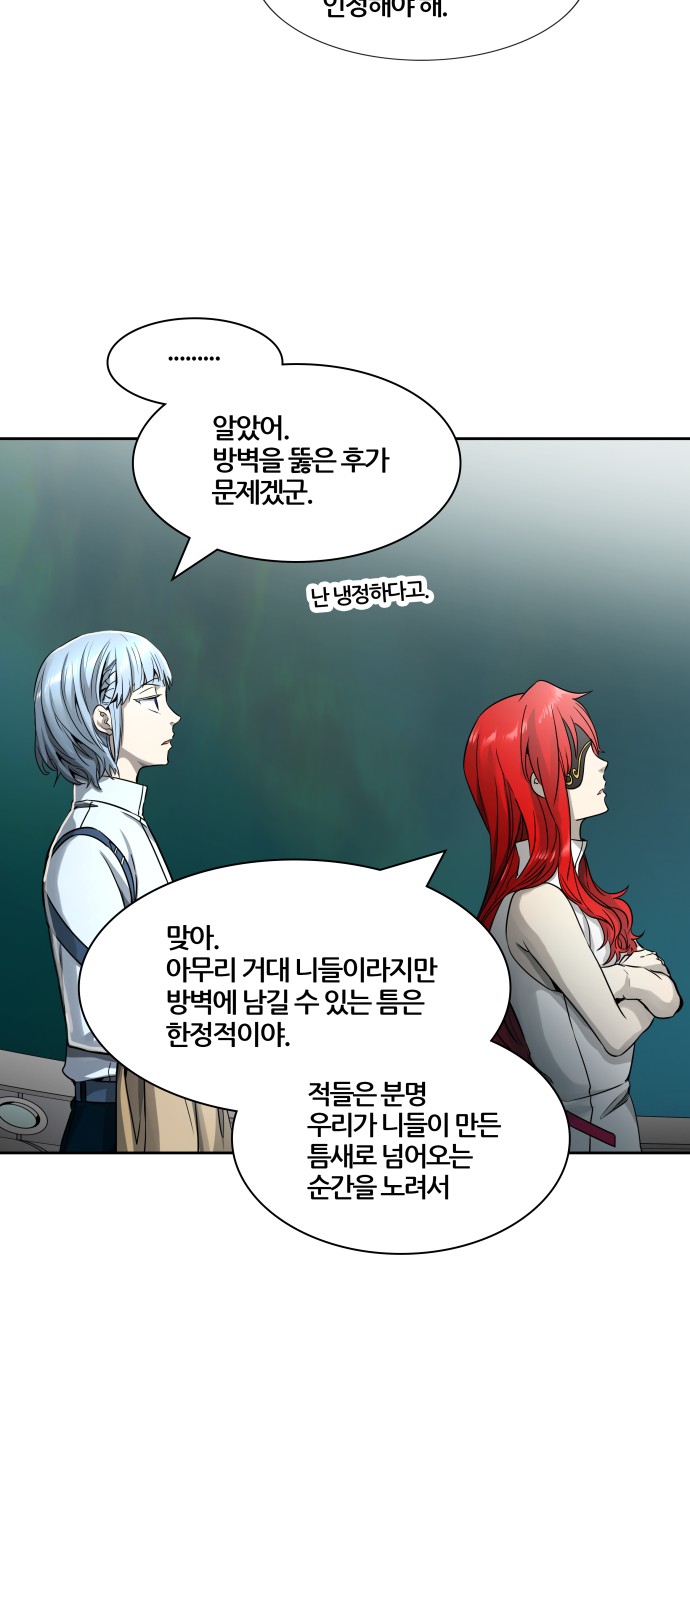 인정해야 해.
·········
알았어.
방벽을 뚫은 후가
문제겠군.
난 냉정하다고.
맞아.
아무리 거대 니들이라지만
방벽에 남길 수 있는 틈은
한정적이야.
적들은 분명
우리가 니들이 만든
틈새로 넘어오는
순간을 노려서